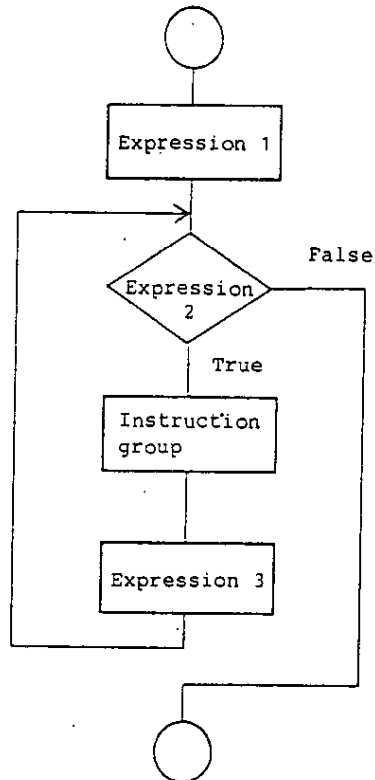 Expression 1
False
Expression
2
True
Instruction
group
Expression 3